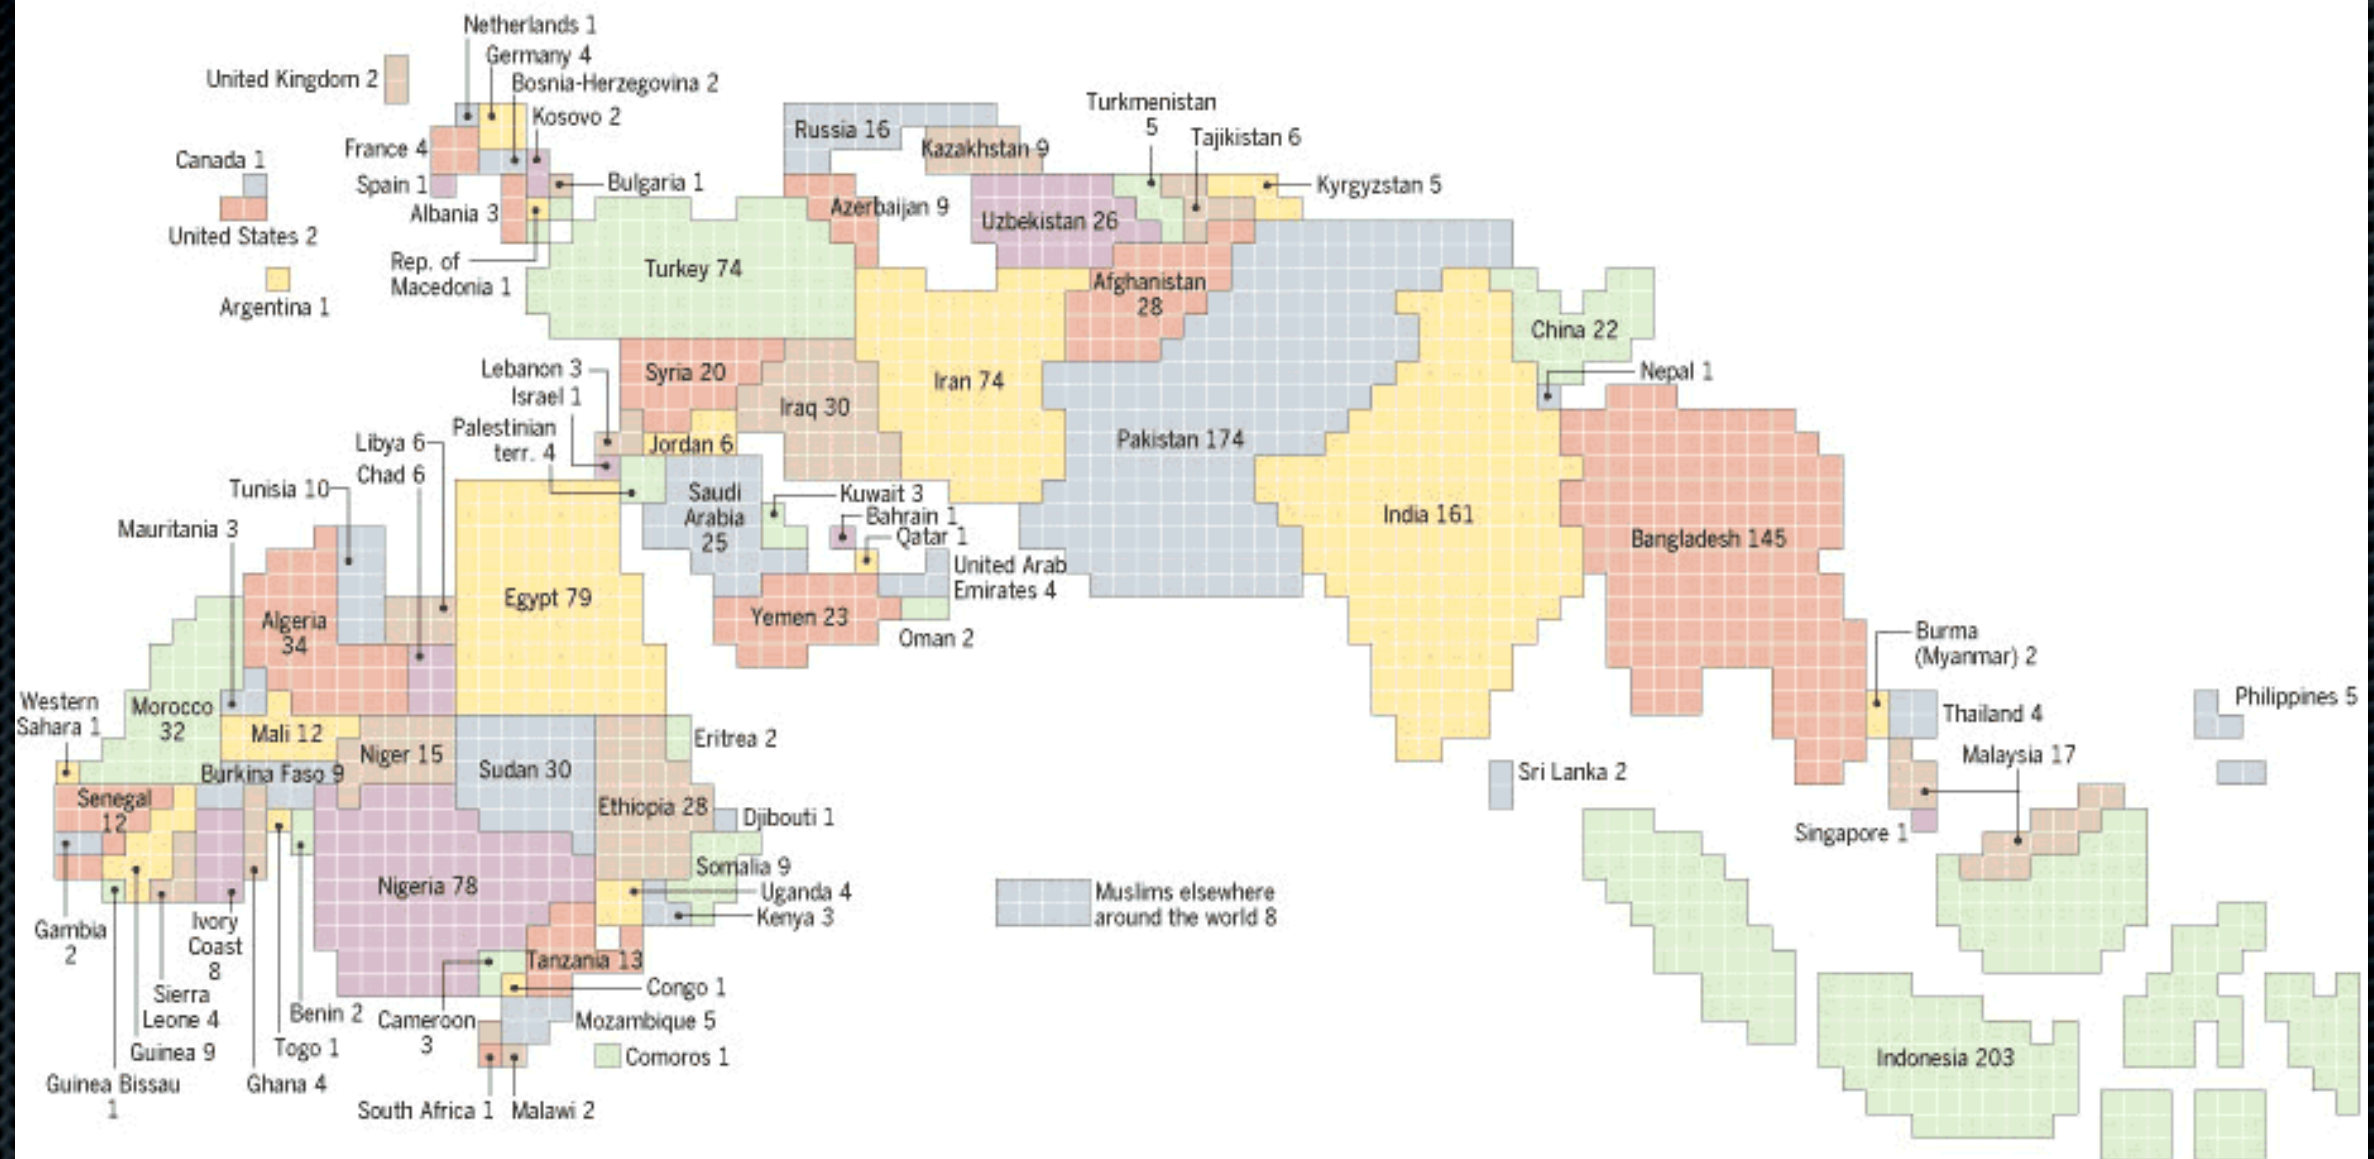 Netherlands 1
Germany 4
United Kingdom 2
Bosnia-Herzegovina 2
Kosovo 2
France 4
Canada 1
Spain 1
Bulgaria 1
Albania 3
United States 2
Rep. of
Macedonia 1
Argentina 1
Russia 16
Kazakhstan 9
Turkmenistan
5
Tajikistan 6
Kyrgyzstan 5
Azerbaijan 9
Uzbekistan 26
Turkey 74
Afghanistan
28
China 22
Nepal 1
Lebanon 3
Israel 1
Syria 20
Iraq 30
Iran 74
Palestinian
terr. 4
Jordan 6
Pakistan 174
Libya 6
Chad 6
Tunisia 10
Mauritania 3
Saudi
Arabia
25
Kuwait 3
Bahrain 1
Qatar 1
United Arab
Emirates 4
India 161
Bangladesh 145
Egypt 79
Algeria
34
Yemen 23
Oman 2
Burma
(Myanmar) 2
Western
Sahara 1
Morocco
32
Mali 12
Niger 15
Sudan 30
Eritrea 2
Thailand 4
Philippines 5
Burkina Faso 9
Malaysia 17
Sri Lanka 2
Senegal
12
Ethiopia 28
Djibouti 1
Singapore 1
Nigeria 78
Somalia 9
Uganda 4
Kenya 3
Muslims elsewhere
around the world 8
Gambia
2
Ivory
Coast
8
Tanzania 13
Congo 1
Sierra
Leone 4
Benin 2
Cameroon
3
Mozambique 5
Guinea 9
Togo 1
Comoros 1
Indonesia 203
Guinea Bissau
1
Ghana 4
South Africa 1
Malawi 2